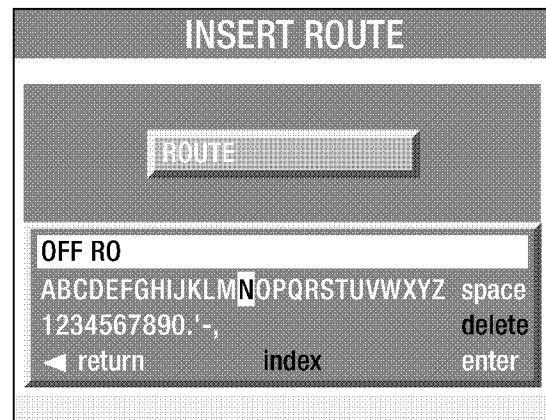 INSERT ROUTE
ROUTE
OFF RO
ABCDEFGHIJKLMNOPQRSTUVWXYZ space
1234567890.'-, delete
◄ return index enter